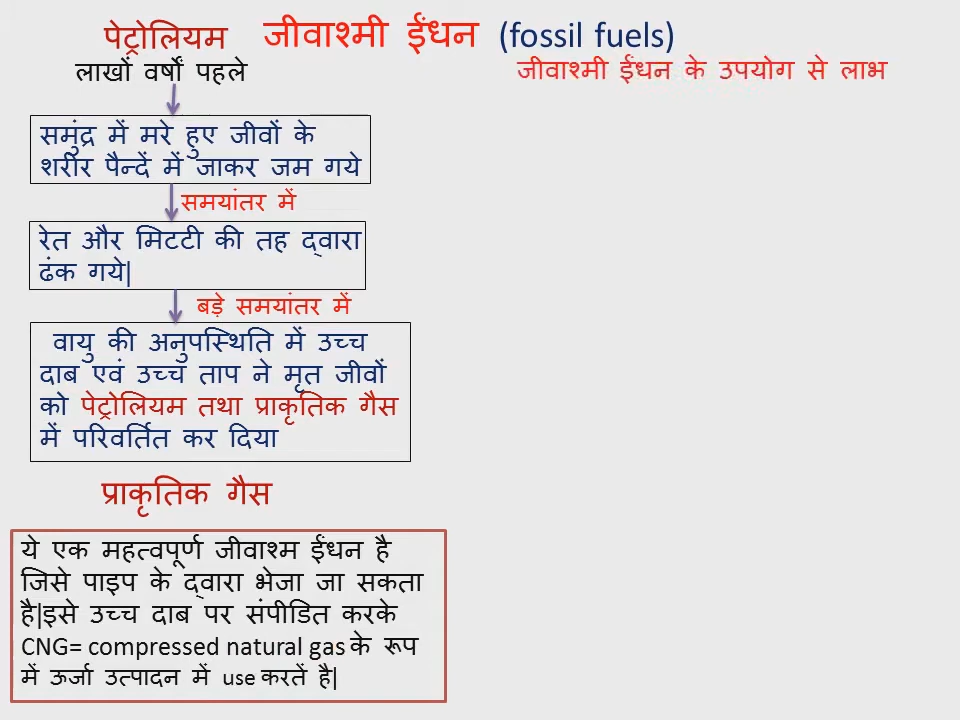 पेट्रोलियम जीवाश्मी ईंधन (fossil fuels)
लाखों वर्षों पहले
जीवाश्मी ईंधन के उपयोग से लाभ
समुंद्र में मरे हुए जीवों के
शरीर पैन्दें में जाकर जम गये
समयांतर में
रेत और मिटटी की तह द्वारा
ढंक गये|
बड़े समयांतर में
वायु की अनुपस्थिति में उच्च
दाब एवं उच्च ताप ने मृत जीवों
को पेट्रोलियम तथा प्राकृतिक गैस
में परिवर्तित कर दिया
प्राकृतिक गैस
ये एक महत्वपूर्ण जीवाश्म ईंधन है
जिसे पाइप के द्वारा भेजा जा सकता
है|इसे उच्च दाब पर संपीडित करके
CNG= compressed natural gas के रूप
में ऊर्जा उत्पादन में use करतें है|